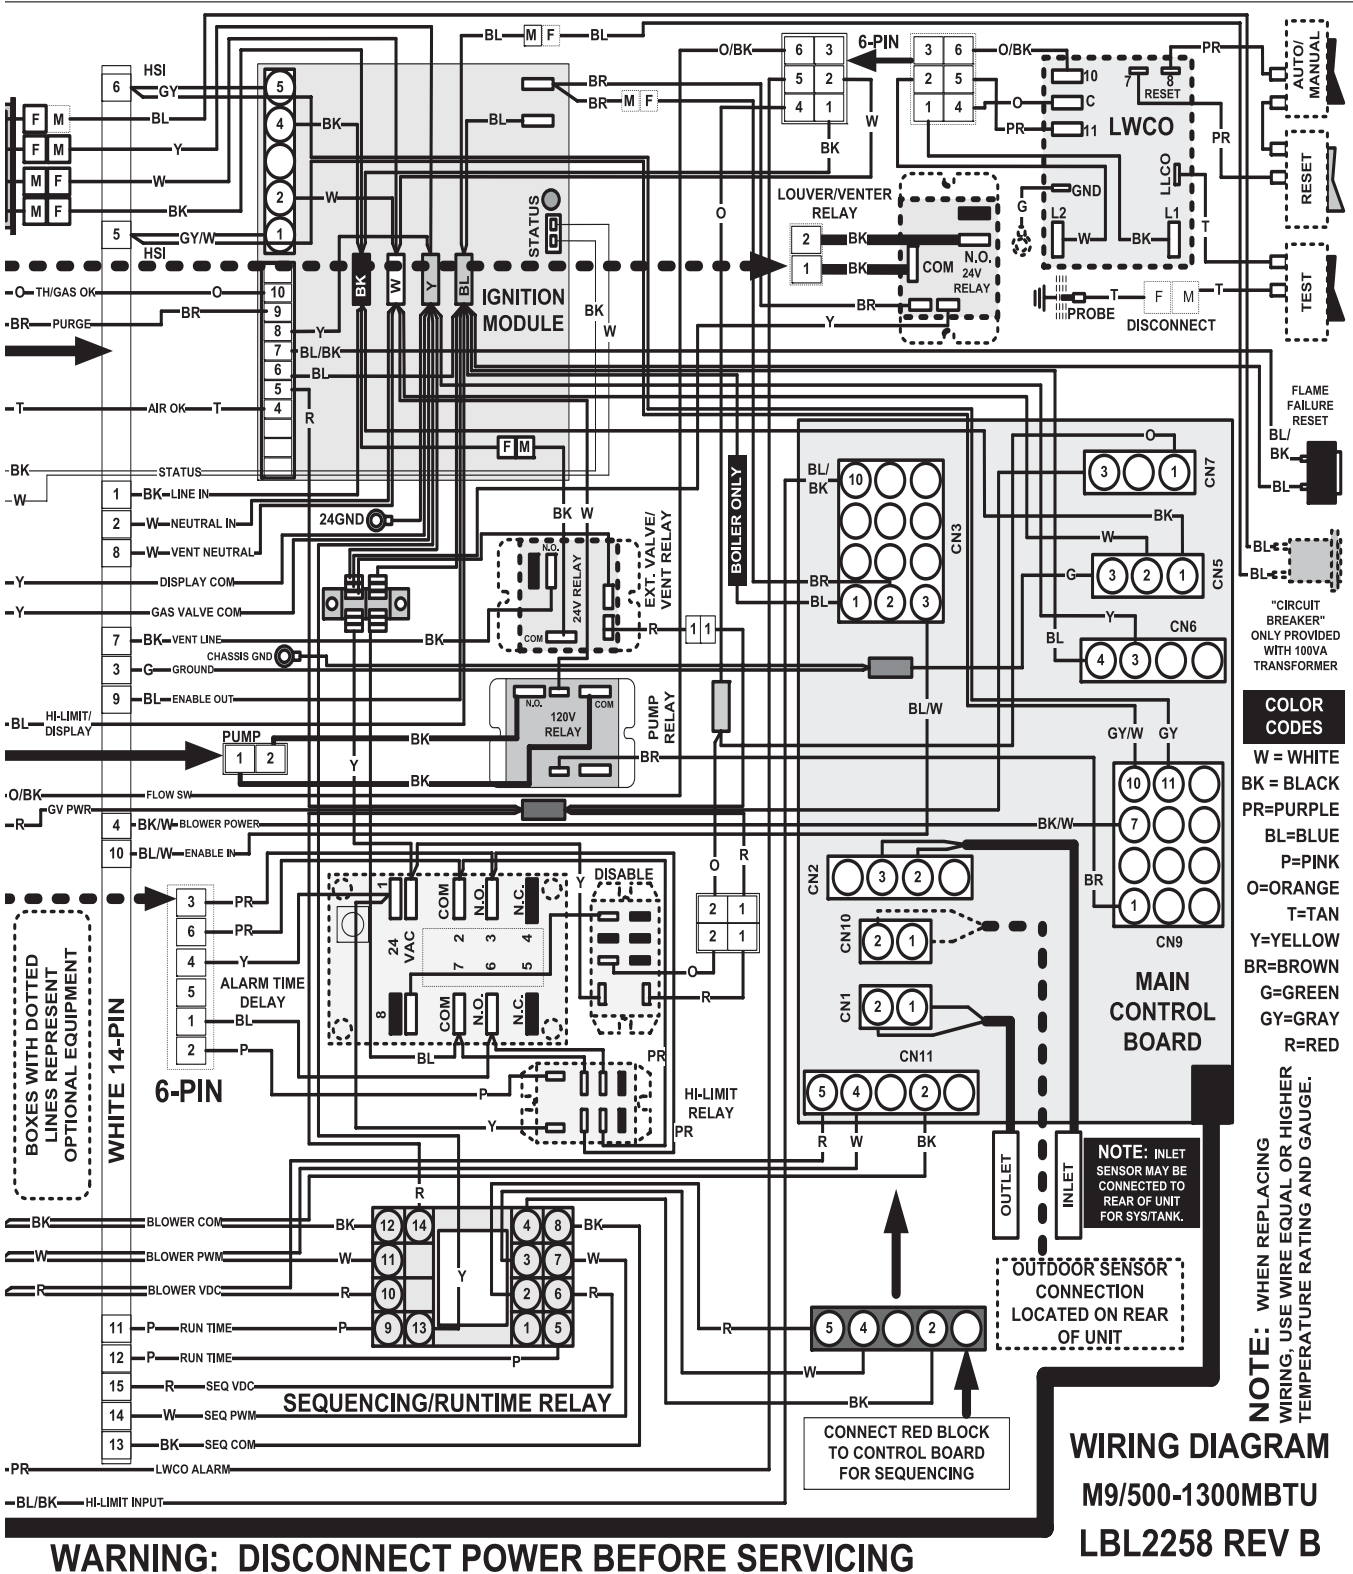 BL M F BL
6 3
5 2
4 1
6-PIN
3 6
2 5
1 4
O/BK
O/BK
10
C
11
7
8
RESET
LWCO
LLCO
GND
L2
L1
PR
PR
PR
O
W
BK
T
G
AUTO/
MANUAL
RESET
TEST
PROBE
T
F M
T
DISCONNECT
HSI
6
GY
BL
Y
W
BK
5
GY/W
HSI
F M
F M
M F
M F
5
4
2
1
BK
W
BR
BR M F
BL
STATUS
W
BK
O
LOUVER/VENTER
RELAY
2
1
BK
BK
COM
N.O.
24V
RELAY
BR
Y
BK W Y BL
IGNITION
MODULE
BK
W
O TH/GAS OK O
BR PURGE BR
T AIR OK T
10
9
8
7
6
5
4
Y
BL/BK
BL
R
F M
BK STATUS
W
1 BK LINE IN
2 W NEUTRAL IN
8 W VENT NEUTRAL
Y DISPLAY COM
Y GAS VALVE COM
7 BK VENT LINE BK
CHASSIS GND
3 G GROUND
9 BL ENABLE OUT
BL HI-LIMIT/
DISPLAY
24GND
BK W
N.O.
24V RELAY
COM
EXT. VALVE/
VENT RELAY
R
1 1
BOILER ONLY
BL/
BK
10
BR
BL
1 2 3
CN3
BL/W
O
3 1
CN7
BK
W
G
3 2 1
CN5
Y
BL
CN6
4 3
FLAME
FAILURE
RESET
BL/
BK
BL
BL
BL
"CIRCUIT
BREAKER"
ONLY PROVIDED
WITH 100VA
TRANSFORMER
COLOR
CODES
W = WHITE
BK = BLACK
PR=PURPLE
BL=BLUE
P=PINK
O=ORANGE
T=TAN
Y=YELLOW
BR=BROWN
G=GREEN
GY=GRAY
R=RED
PUMP
1 2
BK
BK
Y
N.O.
COM
120V
RELAY
PUMP
RELAY
BR
O/BK FLOW SW
R GV PWR
4 BK/W BLOWER POWER
10 BL/W ENABLE IN
BK/W
GY/W GY
10 11
7
1
BR
CN9
CN2
3 2
CN10
2 1
CN1
2 1
MAIN
CONTROL
BOARD
CN11
5 4 2
R W BK
3
6
4
5
1
2
PR
PR
Y
BL
P
6-PIN
ALARM TIME
DELAY
BOXES WITH DOTTED
LINES REPRESENT
OPTIONAL EQUIPMENT
WHITE 14-PIN
1
24
VAC
8
COM
N.O.
N.C.
2 3 4
7 6 5
COM
N.O.
N.C.
Y
DISABLE
O R
2 1
2 1
O
R
BL
PR
PR
P
Y
HI-LIMIT
RELAY
OUTLET
INLET
NOTE: INLET
SENSOR MAY BE
CONNECTED TO
REAR OF UNIT
FOR SYS/TANK.
OUTDOOR SENSOR
CONNECTION
LOCATED ON REAR
OF UNIT
NOTE: WHEN REPLACING
WIRING, USE WIRE EQUAL OR HIGHER
TEMPERATURE RATING AND GAUGE.
BK BLOWER COM BK
W BLOWER PWM W
R BLOWER VDC R
R
12 14
11
10
9 13
Y
4 8
3 7
2 6
1 5
BK
W
R
P
11 P RUN TIME P
12 P RUN TIME
15 R SEQ VDC
14 W SEQ PWM
13 BK SEQ COM
SEQUENCING/RUNTIME RELAY
R
5 4 2
W
BK
CONNECT RED BLOCK
TO CONTROL BOARD
FOR SEQUENCING
PR LWCO ALARM
BL/BK HI-LIMIT INPUT
WIRING DIAGRAM
M9/500-1300MBTU
LBL2258 REV B
WARNING: DISCONNECT POWER BEFORE SERVICING